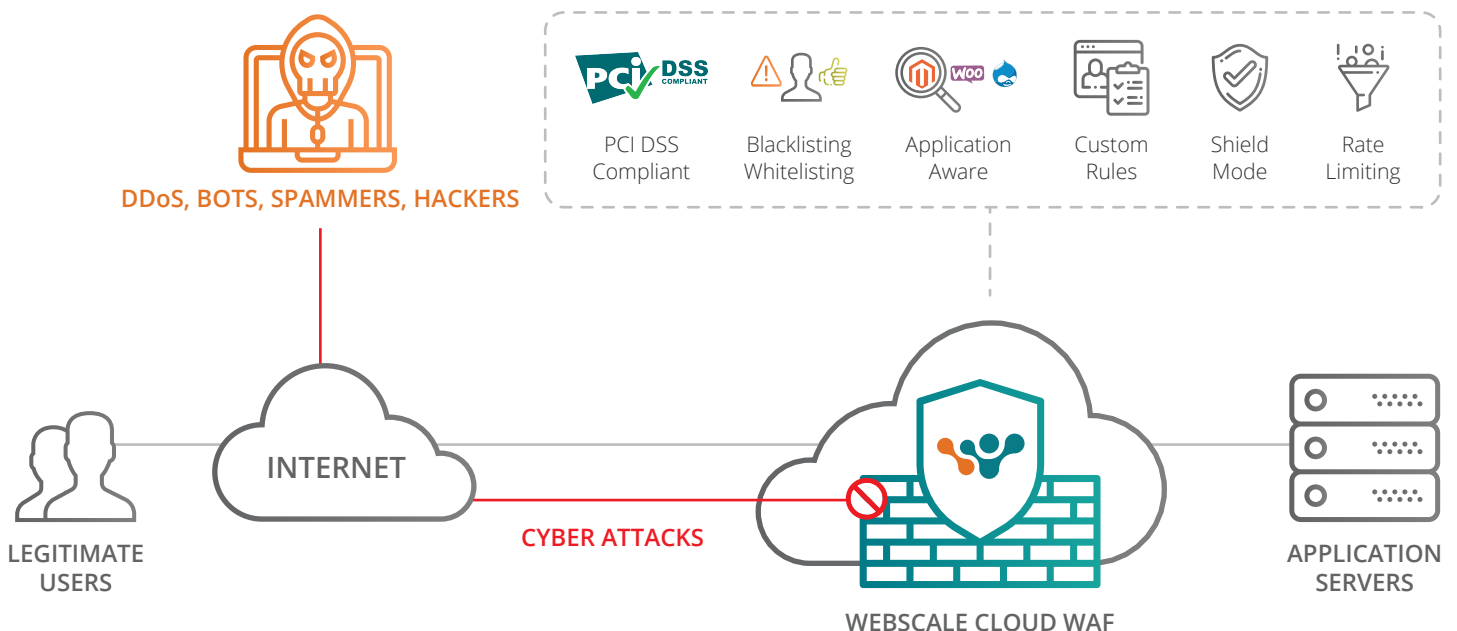 PCi DSS
COMPLIANT
WOO
PCI DSS
Compliant
Blacklisting
Whitelisting
Application
Aware
Custom
Rules
Shield
Mode
Rate
Limiting
DDoS, BOTS, SPAMMERS, HACKERS
INTERNET
CYBER ATTACKS
LEGITIMATE
USERS
APPLICATION
SERVERS
WEBSCALE CLOUD WAF